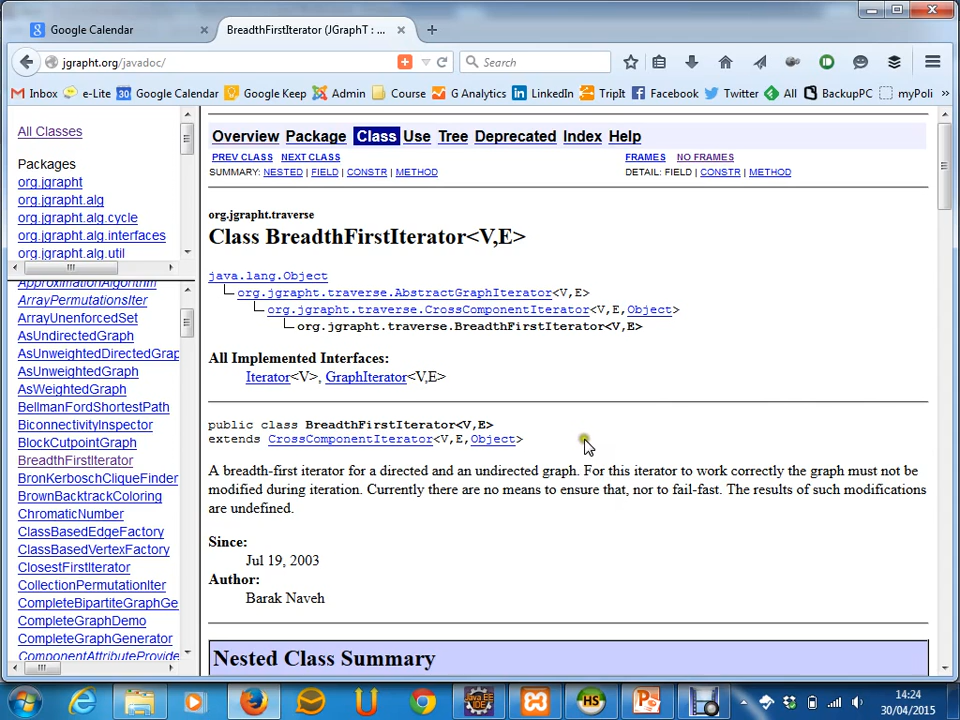 Google Calendar
BreadthFirstIterator (JGraphT : ...
jgrapht.org/javadoc/
Search
Inbox e-Lite Google Calendar Google Keep Admin Course G Analytics LinkedIn TripIt Facebook Twitter All BackupPC myPoli »
All Classes
Packages
org.jgrapht
org.jgrapht.alg
org.jgrapht.alg.cycle
org.jgrapht.alg.interfaces
org.jgrapht.alg.util
ApproximationAlgorithm
ArrayPermutationsIter
ArrayUnenforcedSet
AsUndirectedGraph
AsUnweightedDirectedGrap
AsUnweightedGraph
AsWeightedGraph
BellmanFordShortestPath
BiconnectivityInspector
BlockCutpointGraph
BreadthFirstIterator
BronKerboschCliqueFinder
BrownBacktrackColoring
ChromaticNumber
ClassBasedEdgeFactory
ClassBasedVertexFactory
ClosestFirstIterator
CollectionPermutationIter
CompleteBipartiteGraphGe
CompleteGraphDemo
CompleteGraphGenerator
ComponentAttributeProvide
Overview Package Class Use Tree Deprecated Index Help
PREV CLASS NEXT CLASS FRAMES NO FRAMES
SUMMARY: NESTED | FIELD | CONSTR | METHOD DETAIL: FIELD | CONSTR | METHOD
org.jgrapht.traverse
Class BreadthFirstIterator<V,E>
java.lang.Object
org.jgrapht.traverse.AbstractGraphIterator<V,E>
org.jgrapht.traverse.CrossComponentIterator<V,E,Object>
org.jgrapht.traverse.BreadthFirstIterator<V,E>
All Implemented Interfaces:
Iterator<V>, GraphIterator<V,E>
public class BreadthFirstIterator<V,E>
extends CrossComponentIterator<V,E,Object>
A breadth-first iterator for a directed and an undirected graph. For this iterator to work correctly the graph must not be
modified during iteration. Currently there are no means to ensure that, nor to fail-fast. The results of such modifications
are undefined.
Since:
Jul 19, 2003
Author:
Barak Naveh
Nested Class Summary
14:24
30/04/2015